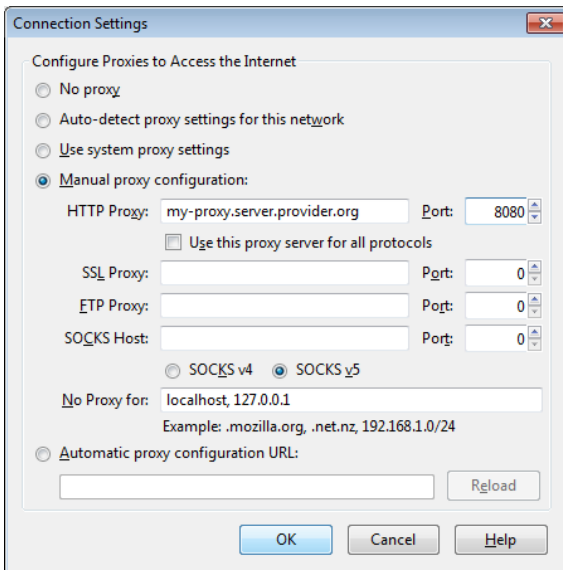 Connection Settings
Configure Proxies to Access the Internet
No proxy
Auto-detect proxy settings for this network
Use system proxy settings
Manual proxy configuration:
HTTP Proxy: my-proxy.server.provider.org Port: 8080
Use this proxy server for all protocols
SSL Proxy: Port: 0
FTP Proxy: Port: 0
SOCKS Host: Port: 0
SOCKS v4 SOCKS v5
No Proxy for: localhost, 127.0.0.1
Example: .mozilla.org, .net.nz, 192.168.1.0/24
Automatic proxy configuration URL:
Reload
OK Cancel Help